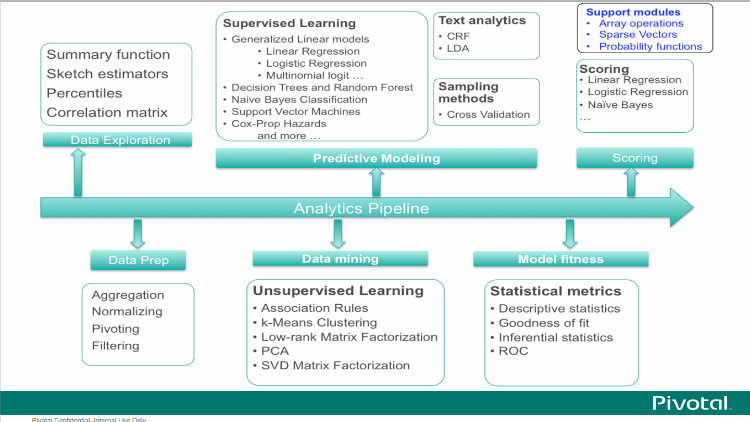 Supervised Learning
• Generalized Linear models
• Linear Regression
• Logistic Regression
• Multinomial logit …
• Decision Trees and Random Forest
• Naive Bayes Classification
• Support Vector Machines
• Cox-Prop Hazards
and more …
Text analytics
• CRF
• LDA
Sampling
methods
• Cross Validation
Support modules
• Array operations
• Sparse Vectors
• Probability functions
Summary function
Sketch estimators
Percentiles
Correlation matrix
Scoring
• Linear Regression
• Logistic Regression
• Naïve Bayes
…
Data Exploration
Predictive Modeling
Scoring
Analytics Pipeline
Data Prep
Data mining
Model fitness
Aggregation
Normalizing
Pivoting
Filtering
Unsupervised Learning
• Association Rules
• k-Means Clustering
• Low-rank Matrix Factorization
• PCA
• SVD Matrix Factorization
Statistical metrics
• Descriptive statistics
• Goodness of fit
• Inferential statistics
• ROC
Pivotal
Pivotal Confidential–Internal Use Only